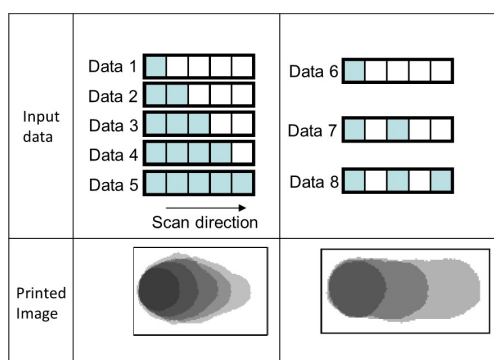 Input
data
Data 1
Data 2
Data 3
Data 4
Data 5
Scan direction
Data 6
Data 7
Data 8
Printed
Image